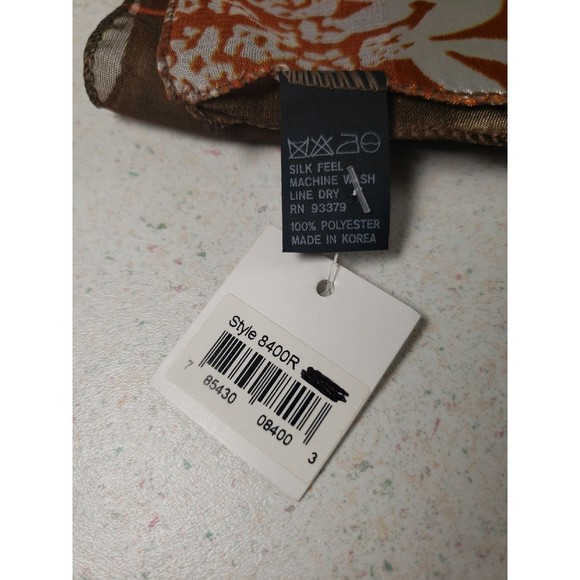 SILK FEEL
MACHINE WASH
LINE DRY
RN 93379
100% POLYESTER
MADE IN KOREA
Style 8400R
7 85430 08400 3